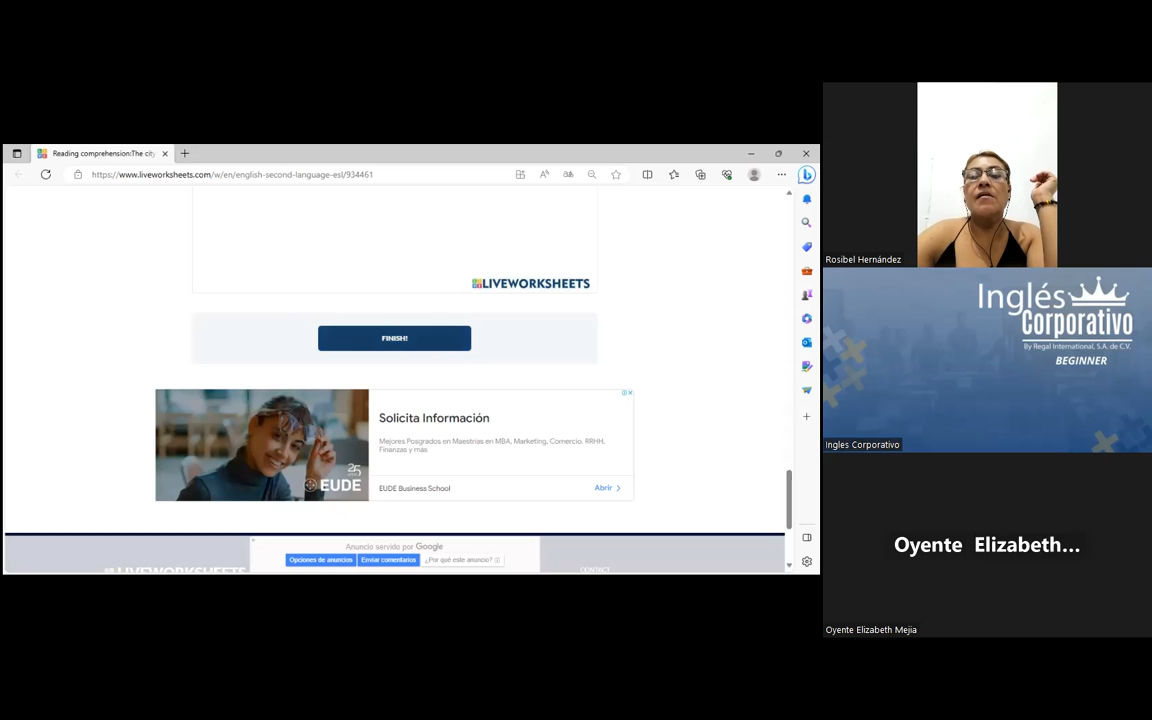 Reading comprehension:The city
https://www.liveworksheets.com/w/en/english-second-language-esl/934461
LIVEWORKSHEETS
FINISH!
Solicita Información
Mejores Posgrados en Maestrías en MBA, Marketing, Comercio, RRHH,
Finanzas y más
25
EUDE
EUDE Business School
Abrir
Anuncio servido por Google
Opciones de anuncios
Enviar comentarios
¿Por qué este anuncio?
LIVEWORKSHEETS
CONTACT
Rosibel Hernández
Inglés
Corporativo
By Regal International, S.A. de C.V.
BEGINNER
Ingles Corporativo
Oyente Elizabeth...
Oyente Elizabeth Mejia